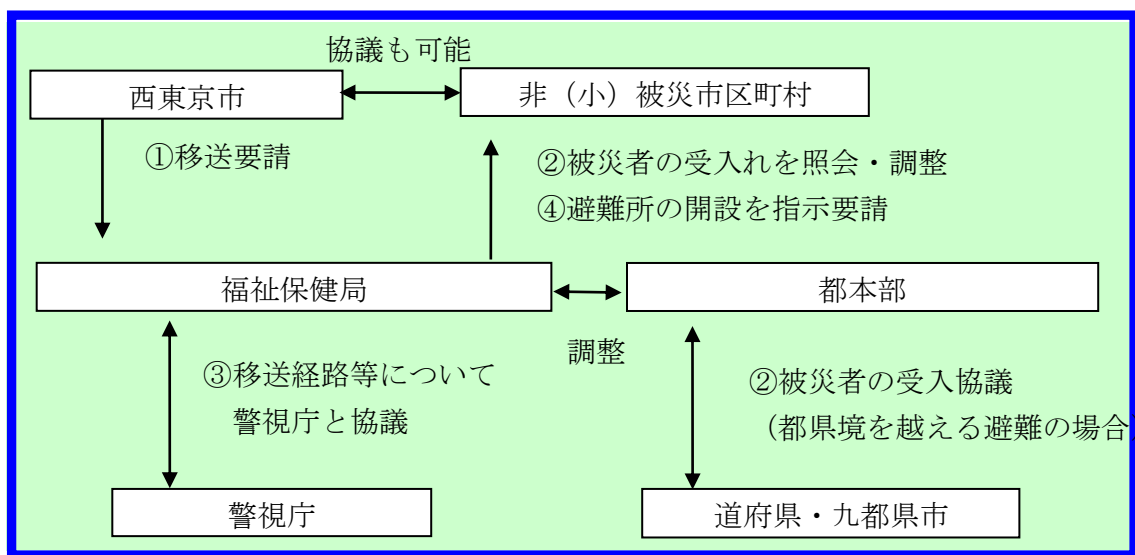 協議も可能
西東京市
非（小）被災市区町村
①移送要請
②被災者の受入れを照会・調整
④避難所の開設を指示要請
福祉保健局
都本部
調整
③移送経路等について
警視庁と協議
②被災者の受入協議
（都県境を越える避難の場合
警視庁
道府県・九都県市